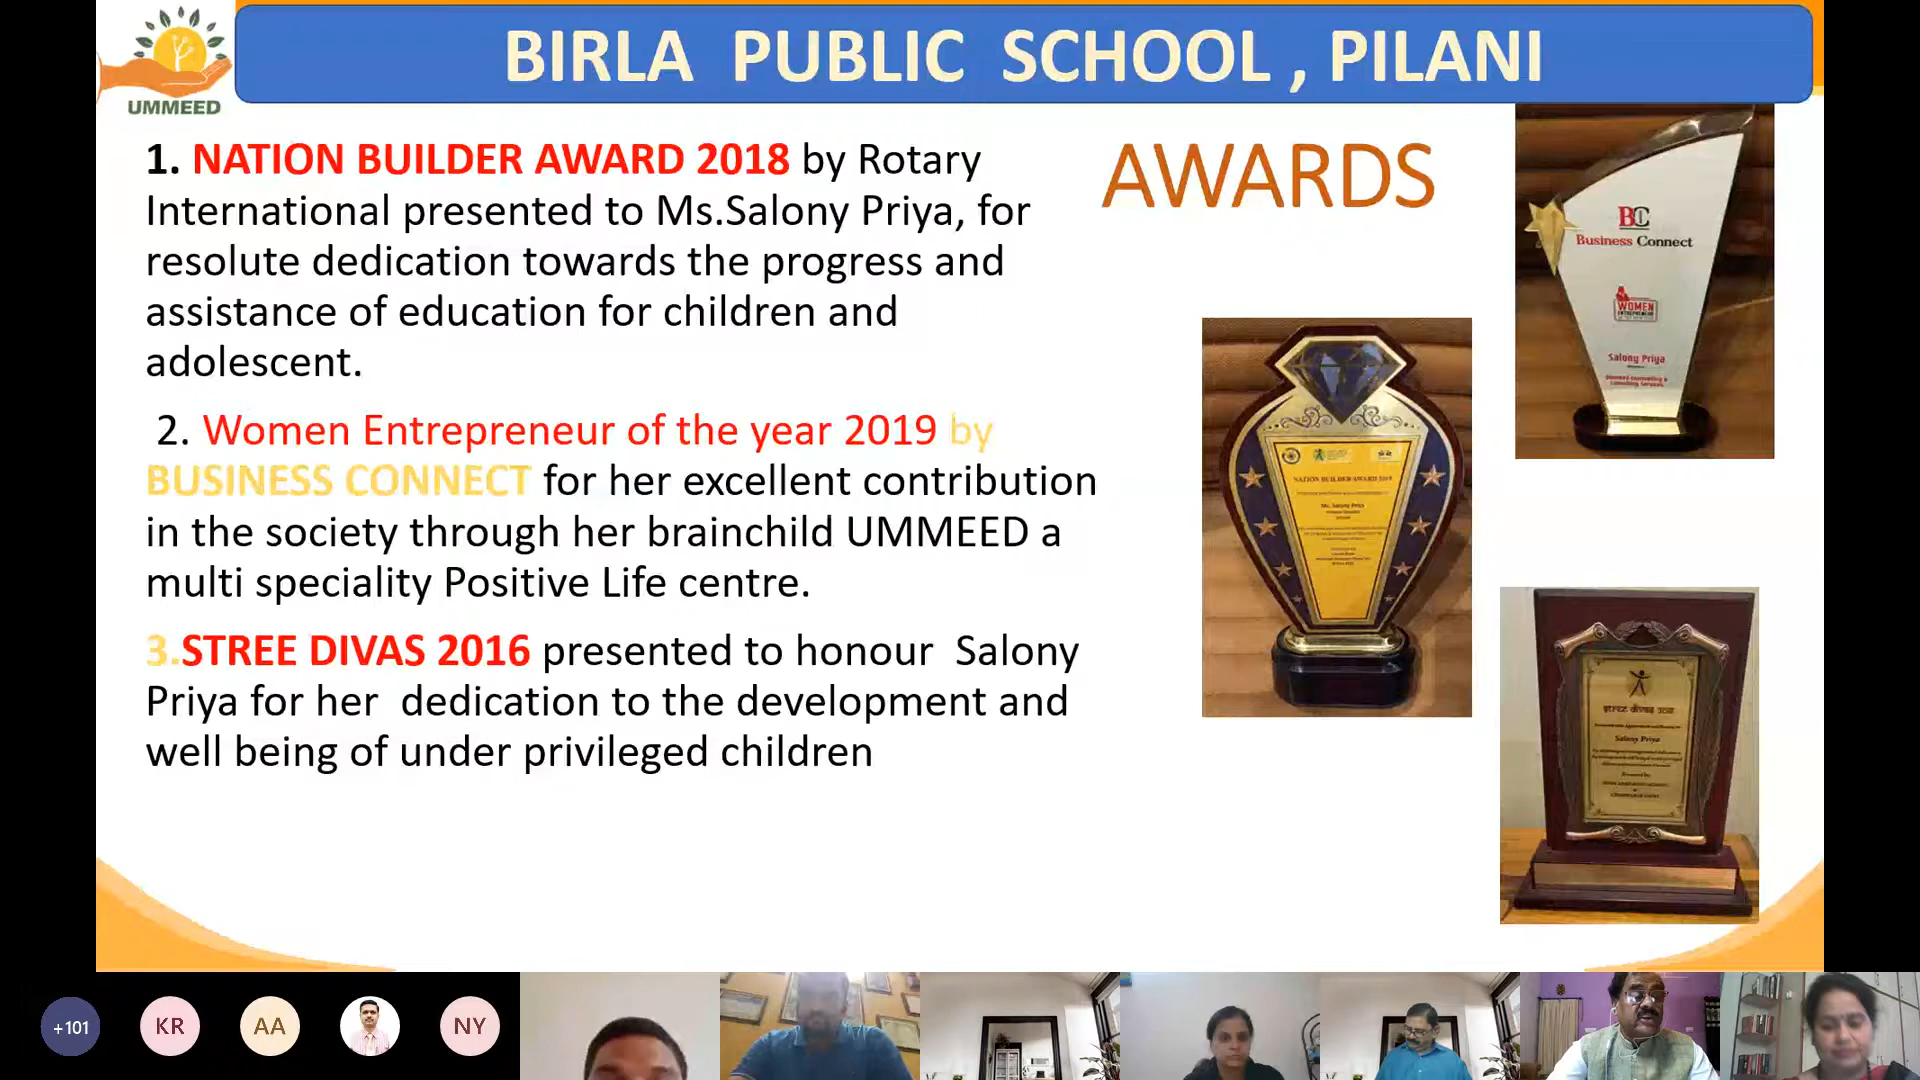 BIRLA PUBLIC SCHOOL , PILANI
UMMEED
AWARDS
1. NATION BUILDER AWARD 2018 by Rotary
International presented to Ms.Salony Priya, for
resolute dedication towards the progress and
assistance of education for children and
adolescent.
2. Women Entrepreneur of the year 2019 by
BUSINESS CONNECT for her excellent contribution
in the society through her brainchild UMMEED a
multi speciality Positive Life centre.
3.STREE DIVAS 2016 presented to honour Salony
Priya for her dedication to the development and
well being of under privileged children
BC
Business Connect
WOMEN
ENTREPRENEUR
Salony Priya
NATION BUILDER AWARD
Ms. Salony Priya
Salony Priya
+101
KR
AA
NY